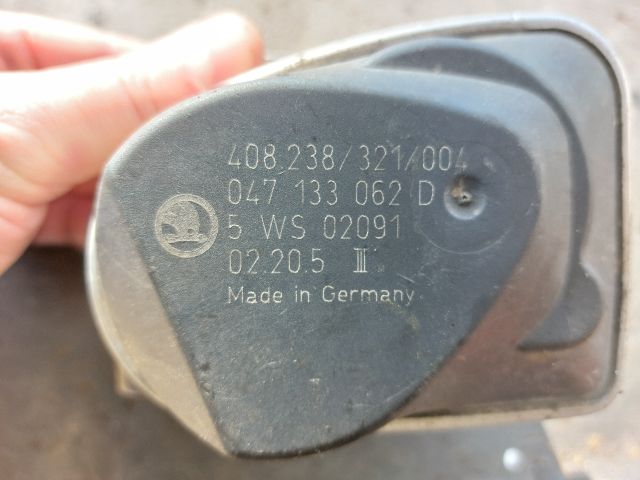 408.238/321/004
047 133 062 D
5 WS 02091
02.20.5 III
Made in Germany